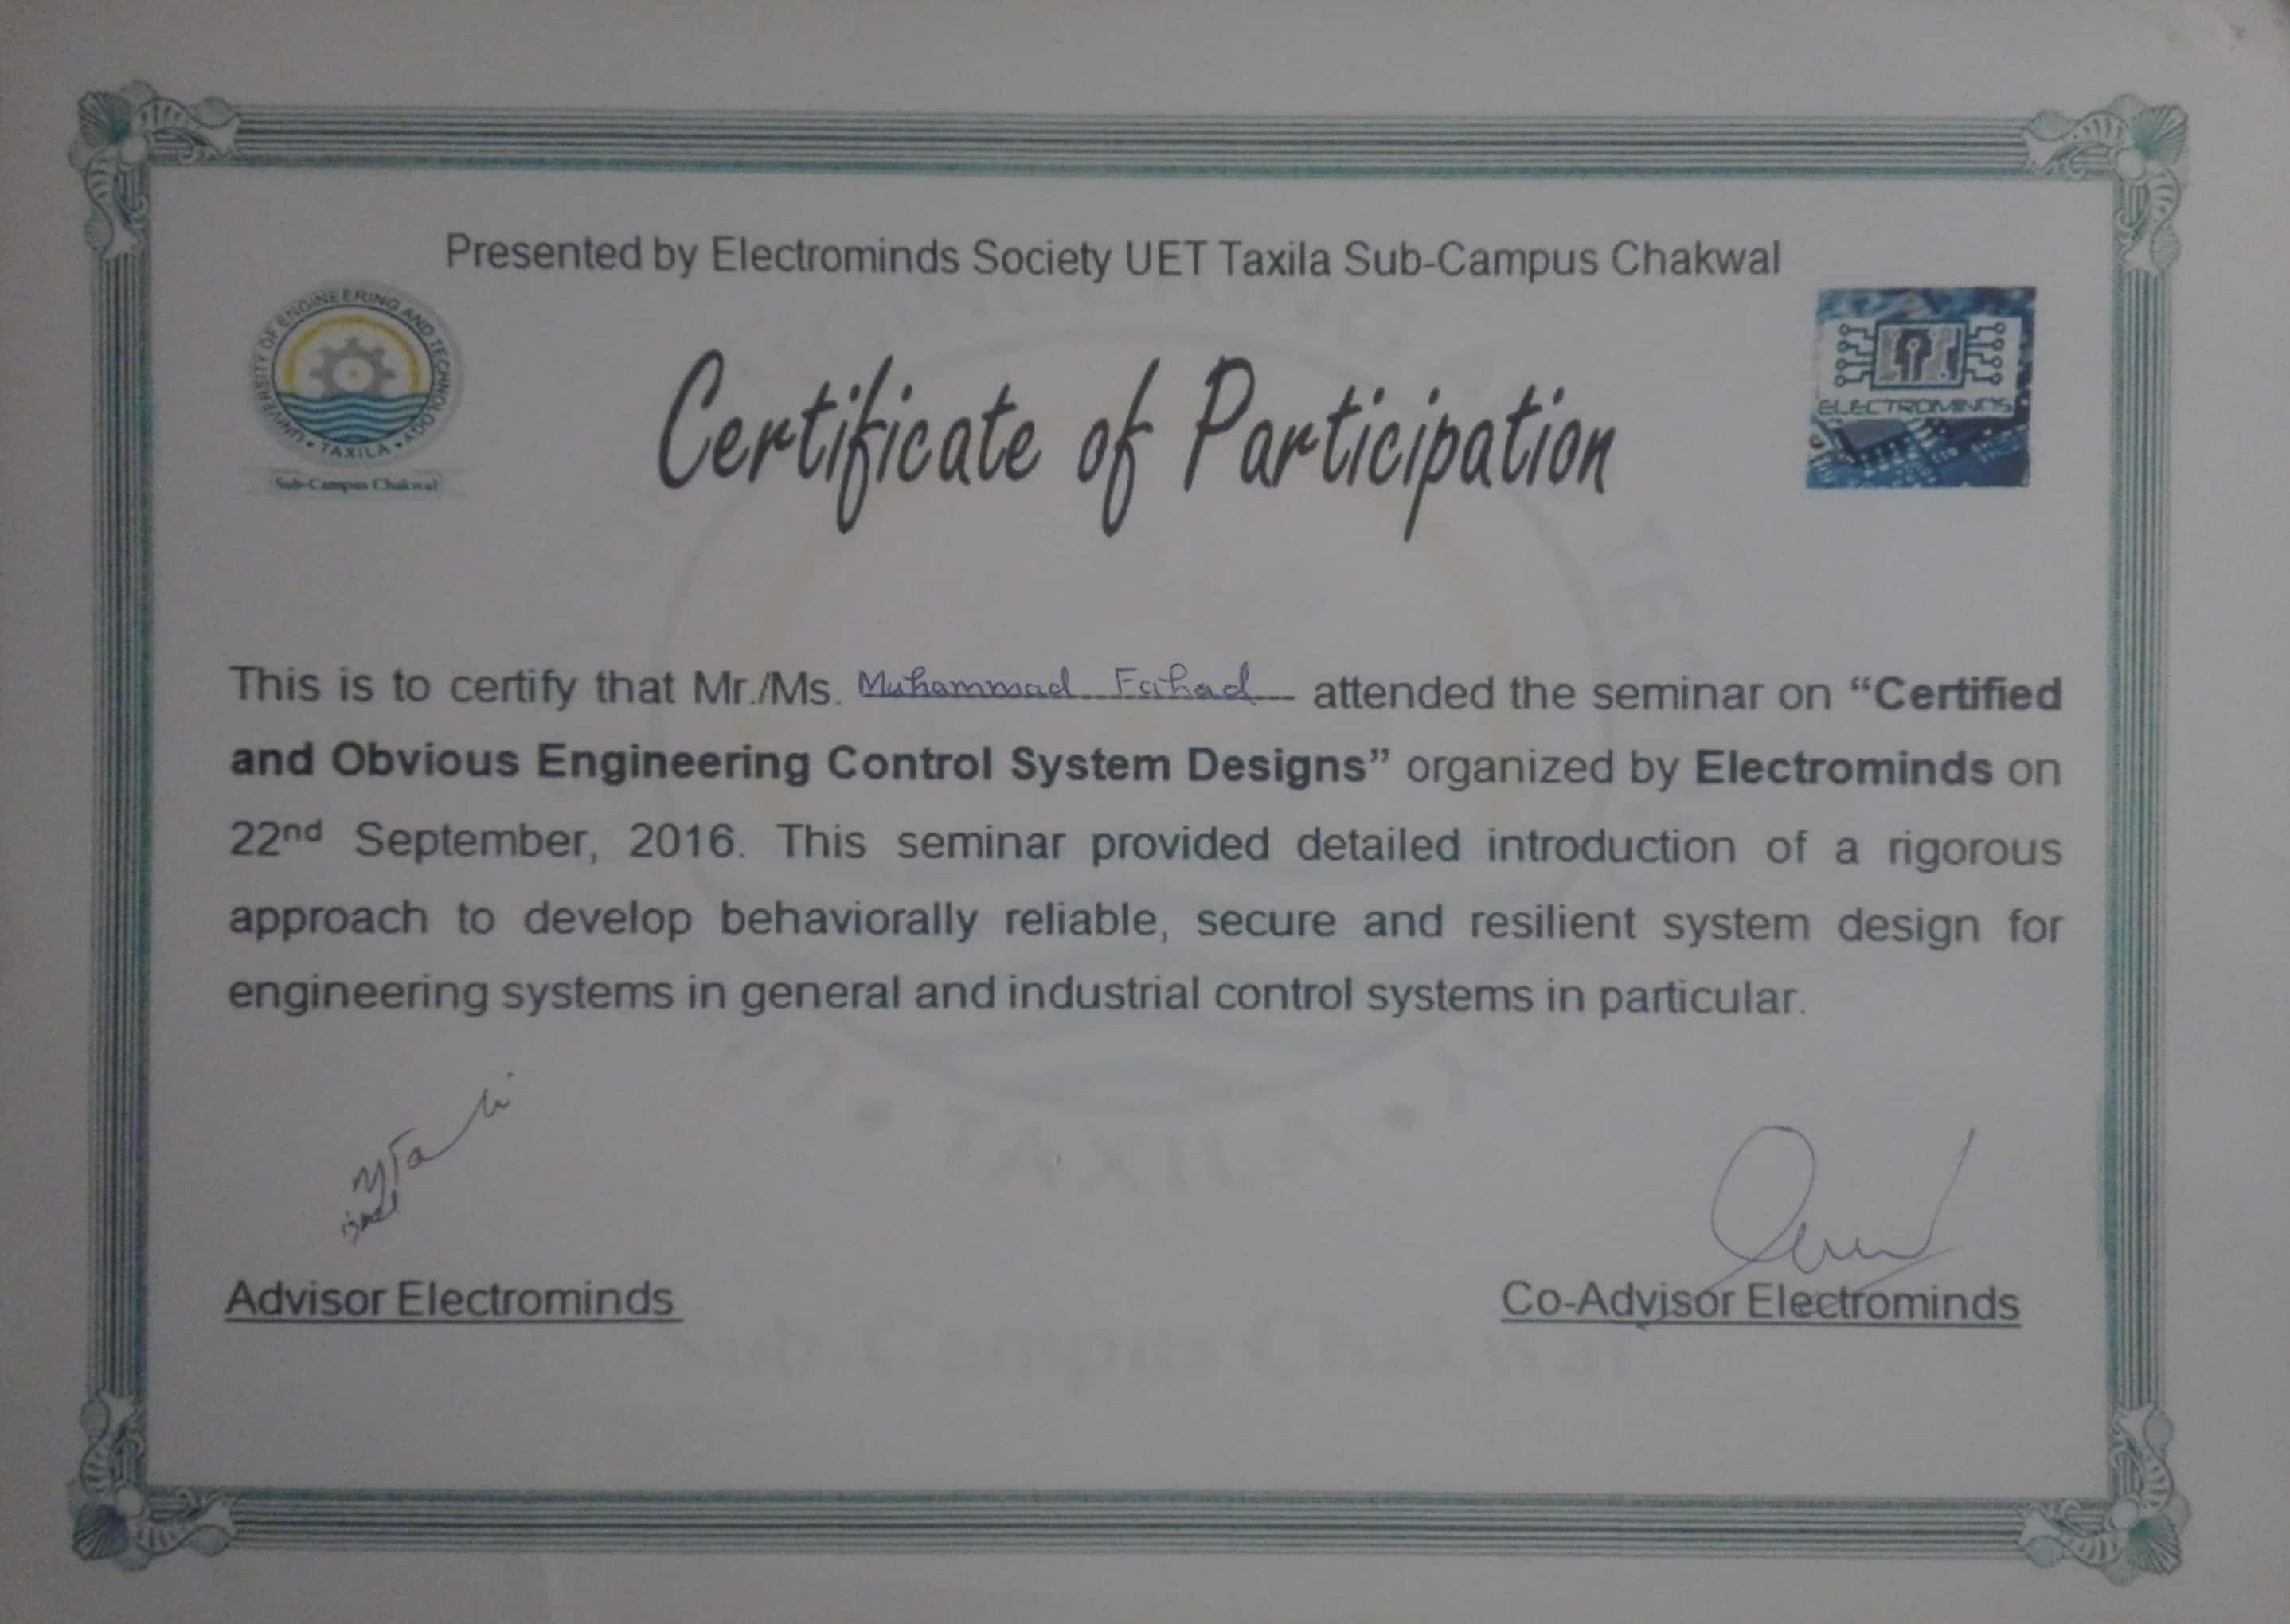 Presented by Electrominds Society UET Taxila Sub-Campus Chakwal
UNIVERSITY OF ENGINEERING AND TECHNOLOGY
• TAXILA •
Sub-Campus Chakwal
ELECTROMINDS
Certificate of Participation
This is to certify that Mr./Ms. Muhammad Fahad attended the seminar on “Certified
and Obvious Engineering Control System Designs” organized by Electrominds on
22nd September, 2016. This seminar provided detailed introduction of a rigorous
approach to develop behaviorally reliable, secure and resilient system design for
engineering systems in general and industrial control systems in particular.
Advisor Electrominds
Co-Advisor Electrominds
TAXILA
Sub-Campus Chakwal